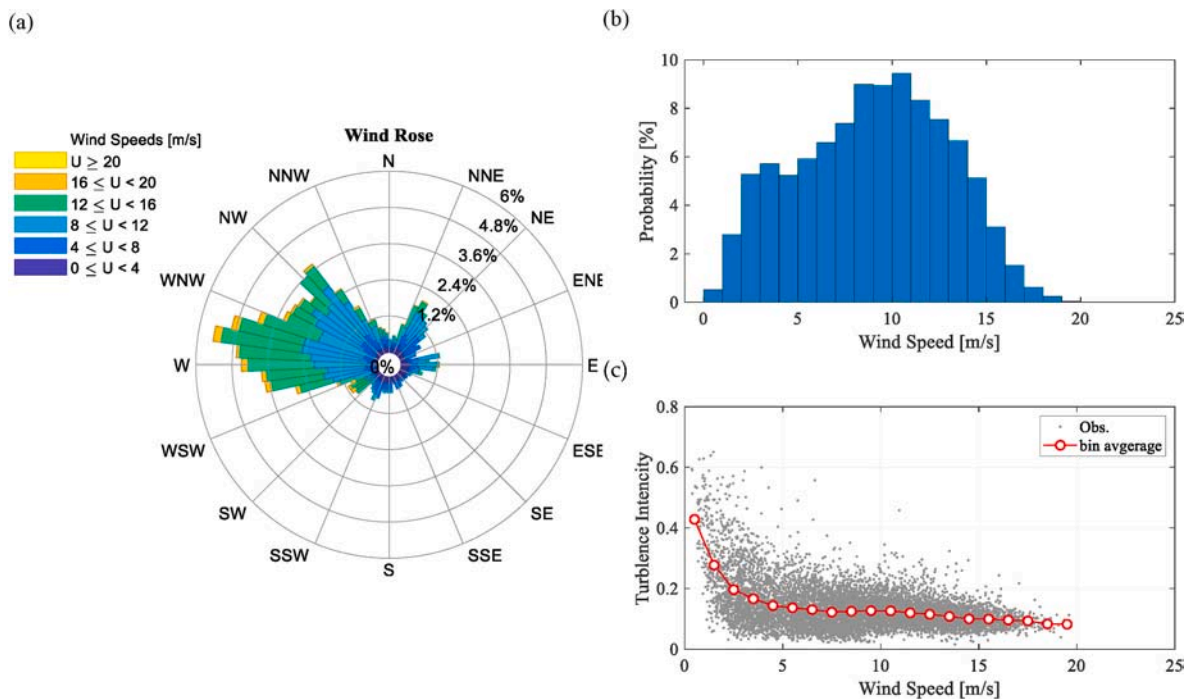 (a)
Wind Speeds [m/s]
U ≥ 20
16 ≤ U < 20
12 ≤ U < 16
8 ≤ U < 12
4 ≤ U < 8
0 ≤ U < 4
Wind Rose
N
NNE
NE
ENE
E
ESE
SE
SSE
S
SSW
SW
WSW
W
WNW
NW
NNW
6%
4.8%
3.6%
2.4%
1.2%
0%
(b)
Probability [%]
10
8
6
4
2
0
0 5 10 15 20 25
Wind Speed [m/s]
(c)
Turblence Intencity
0.8
0.6
0.4
0.2
0
Obs.
bin avgerage
0 5 10 15 20 25
Wind Speed [m/s]